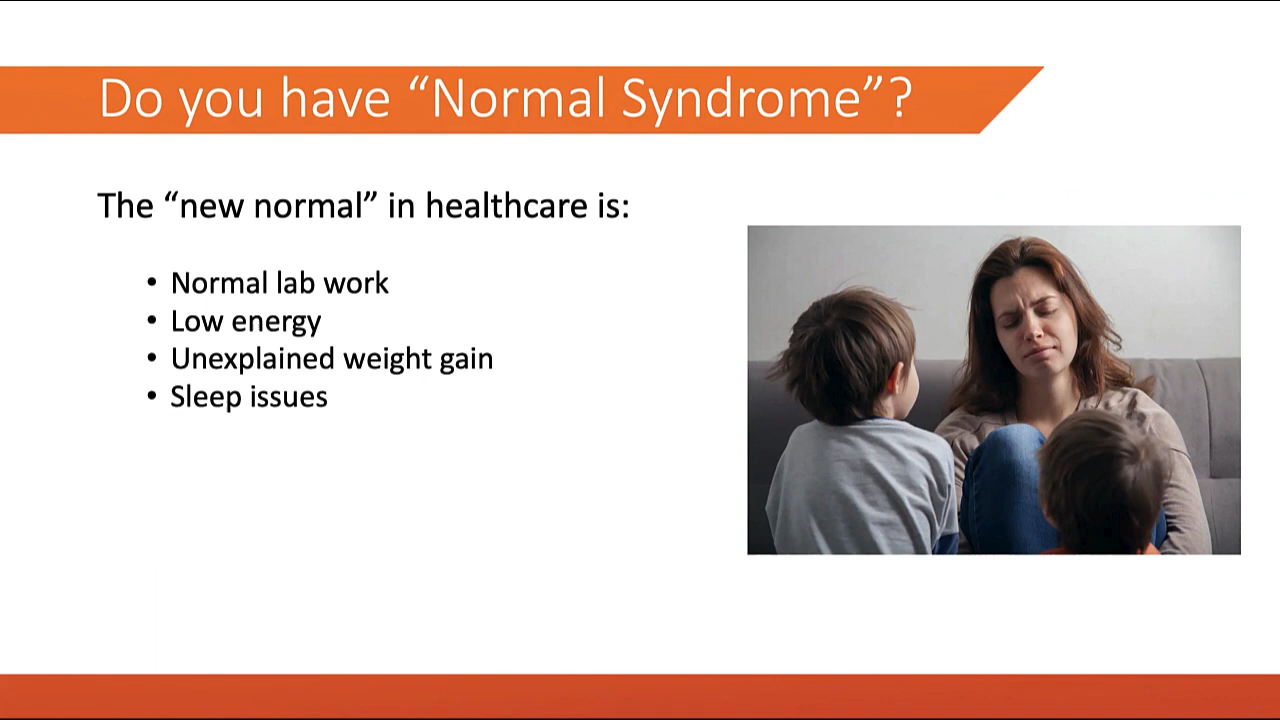 Do you have “Normal Syndrome”?
The “new normal” in healthcare is:
• Normal lab work
• Low energy
• Unexplained weight gain
• Sleep issues